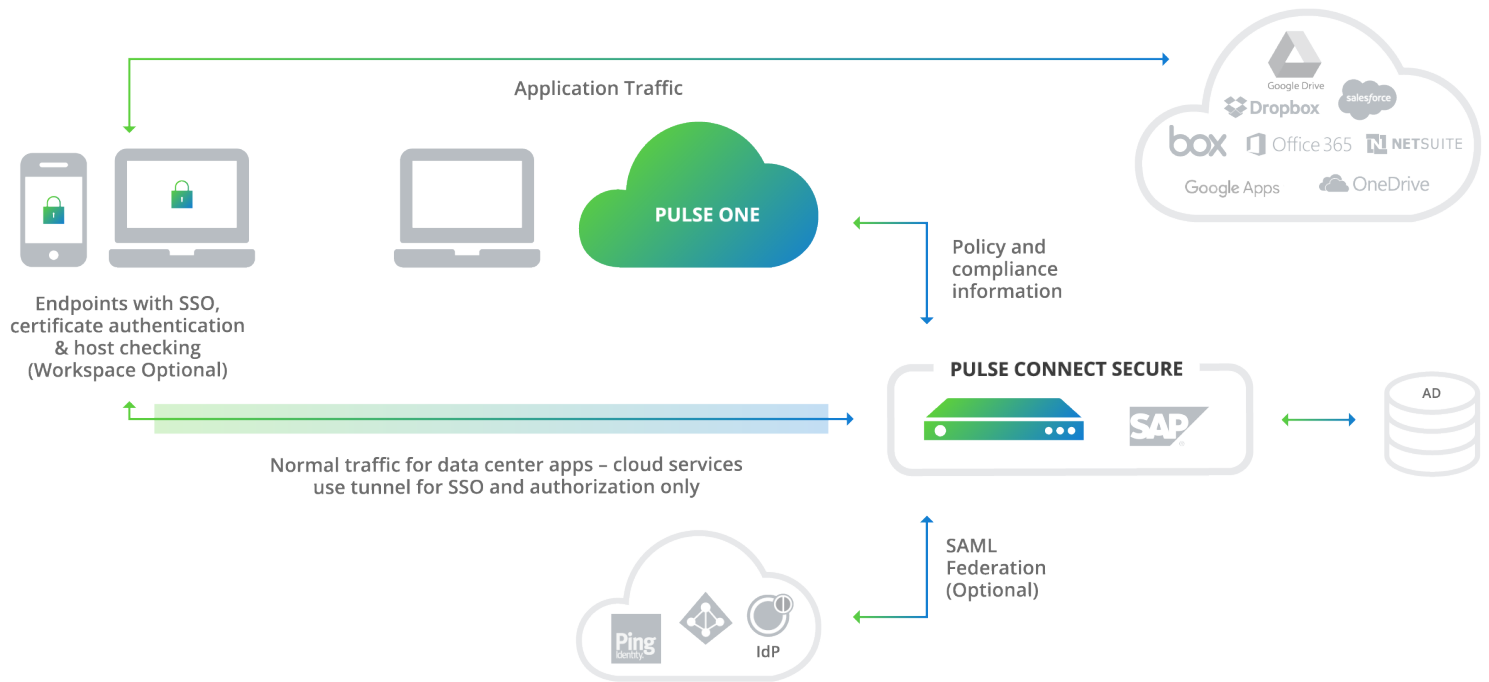 Application Traffic
Google Drive
Dropbox
salesforce
box
Office 365
NETSUITE
Google Apps
OneDrive
PULSE ONE
Policy and
compliance
information
Endpoints with SSO,
certificate authentication
& host checking
(Workspace Optional)
PULSE CONNECT SECURE
SAP
AD
Normal traffic for data center apps – cloud services
use tunnel for SSO and authorization only
SAML
Federation
(Optional)
Ping
Identity
IdP